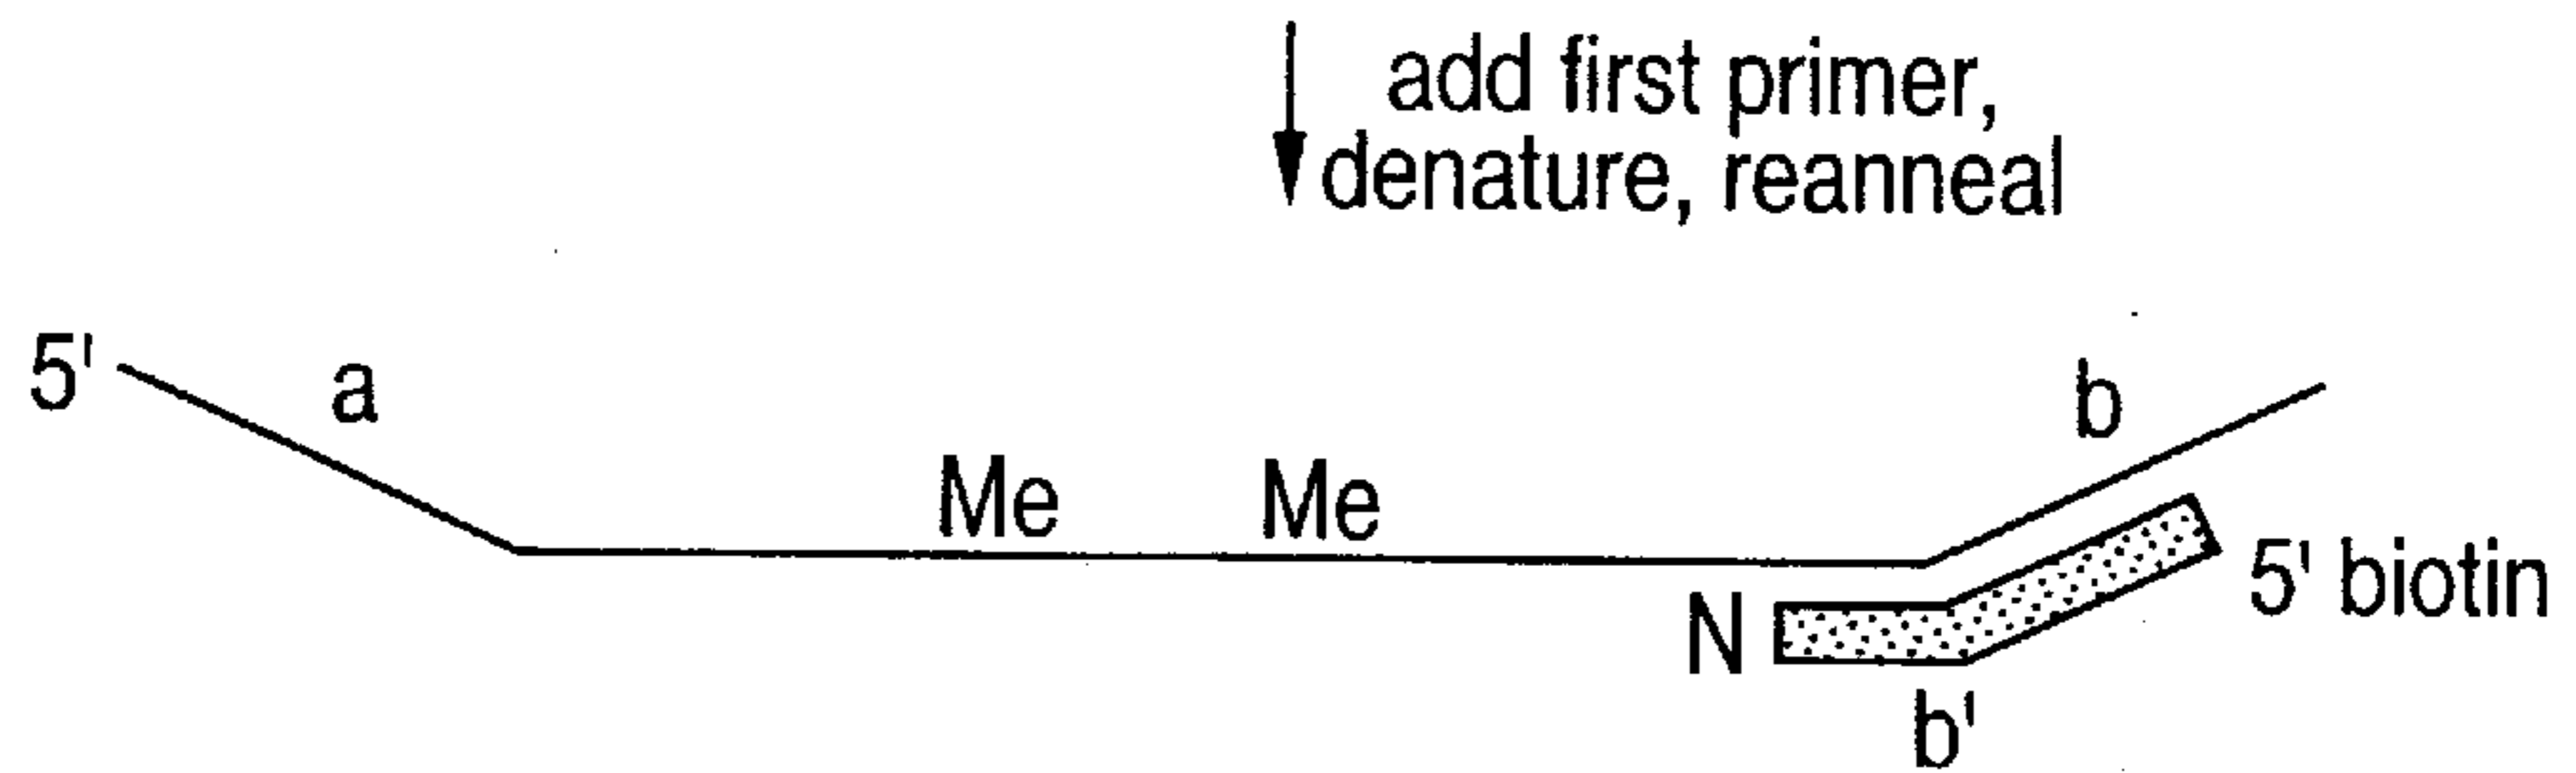 add first primer,
denature, reanneal
5' a b
Me Me
N 5' biotin
b'